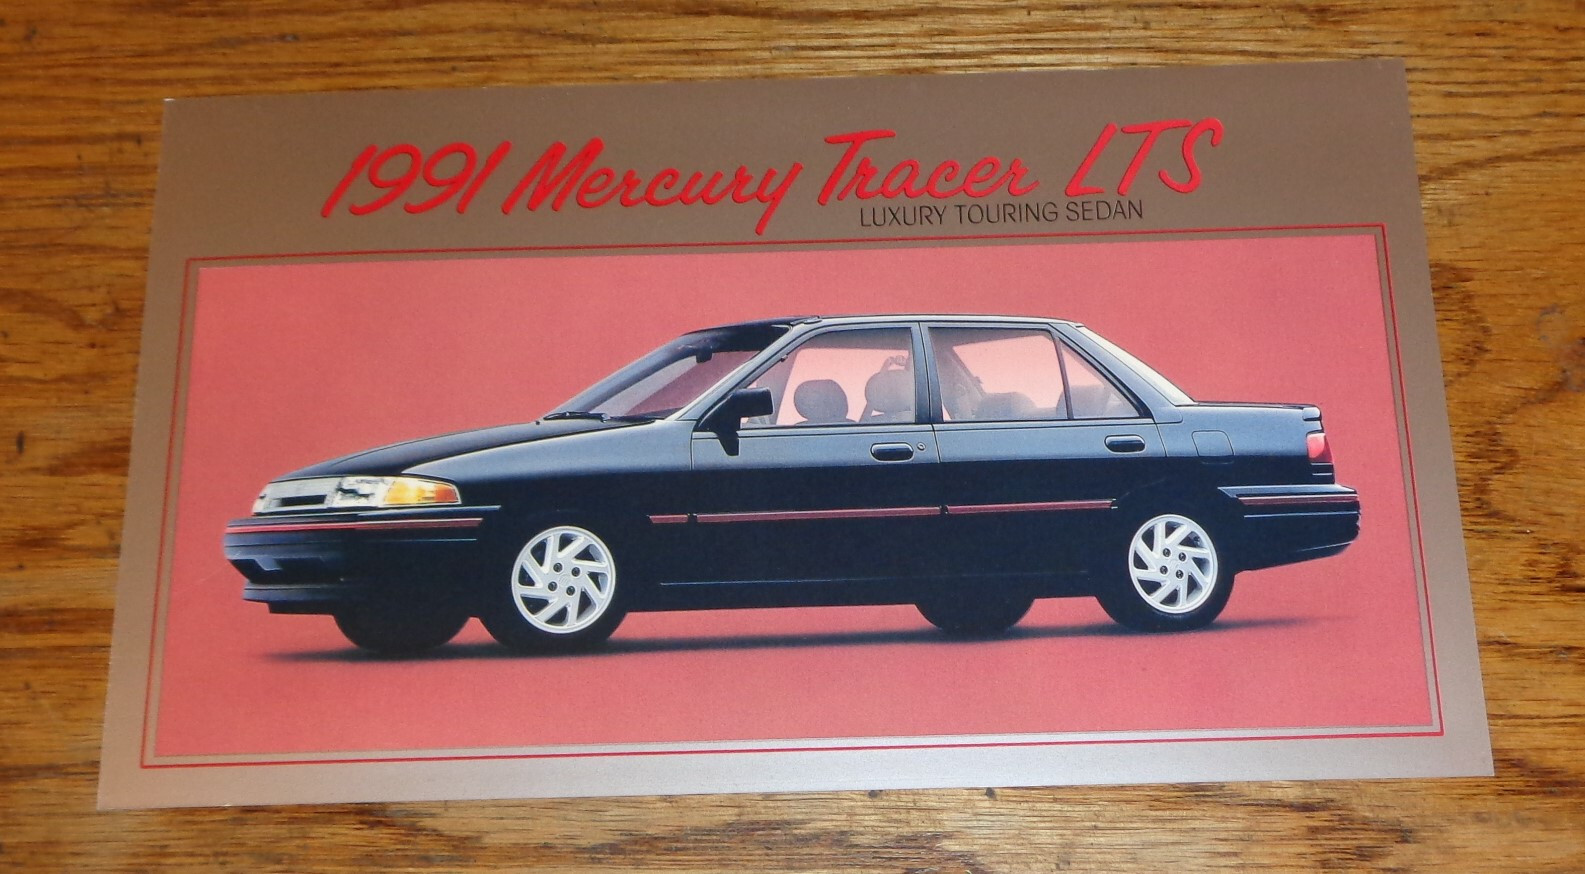 1991 Mercury Tracer LTS
LUXURY TOURING SEDAN